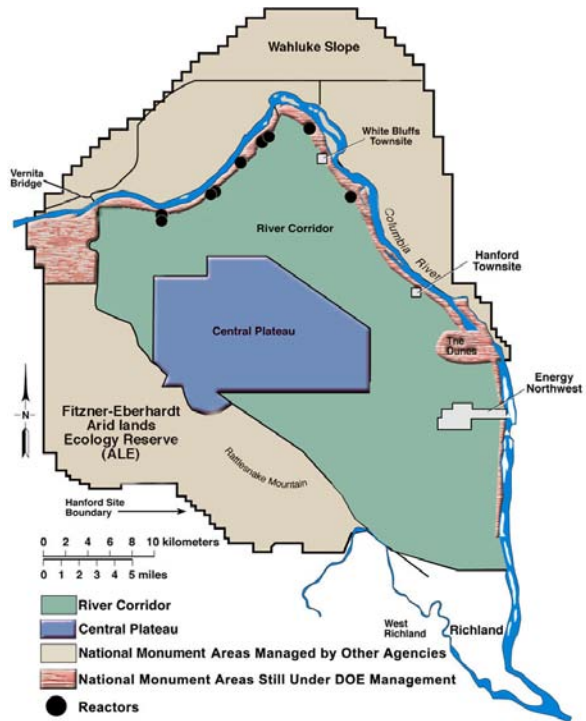 Wahluke Slope
White Bluffs
Townsite
Vernita
Bridge
River Corridor
Columbia
River
Hanford
Townsite
Central Plateau
The
Dunes
Energy
Northwest
N
Fitzner-Eberhardt
Arid lands
Ecology Reserve
(ALE)
Rattlesnake Mountain
Hanford Site
Boundary
0 2 4 6 8 10 kilometers
0 1 2 3 4 5 miles
River Corridor
Central Plateau
National Monument Areas Managed by Other Agencies
National Monument Areas Still Under DOE Management
Reactors
West
Richland
Richland